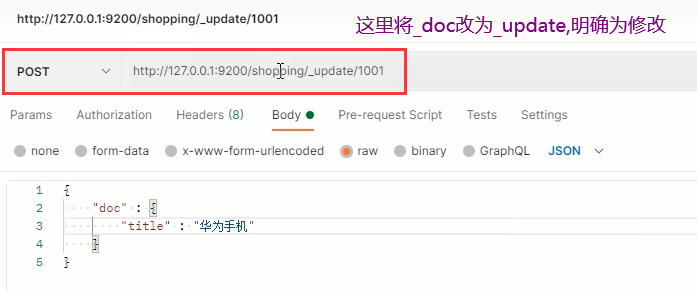 http://127.0.0.1:9200/shopping/_update/1001
这里将_doc改为_update,明确为修改
POST http://127.0.0.1:9200/shopping/_update/1001
Params Authorization Headers (8) Body Pre-request Script Tests Settings
none form-data x-www-form-urlencoded raw binary GraphQL JSON
1 {
2 "doc" : {
3 "title" : "华为手机"
4 }
5 }